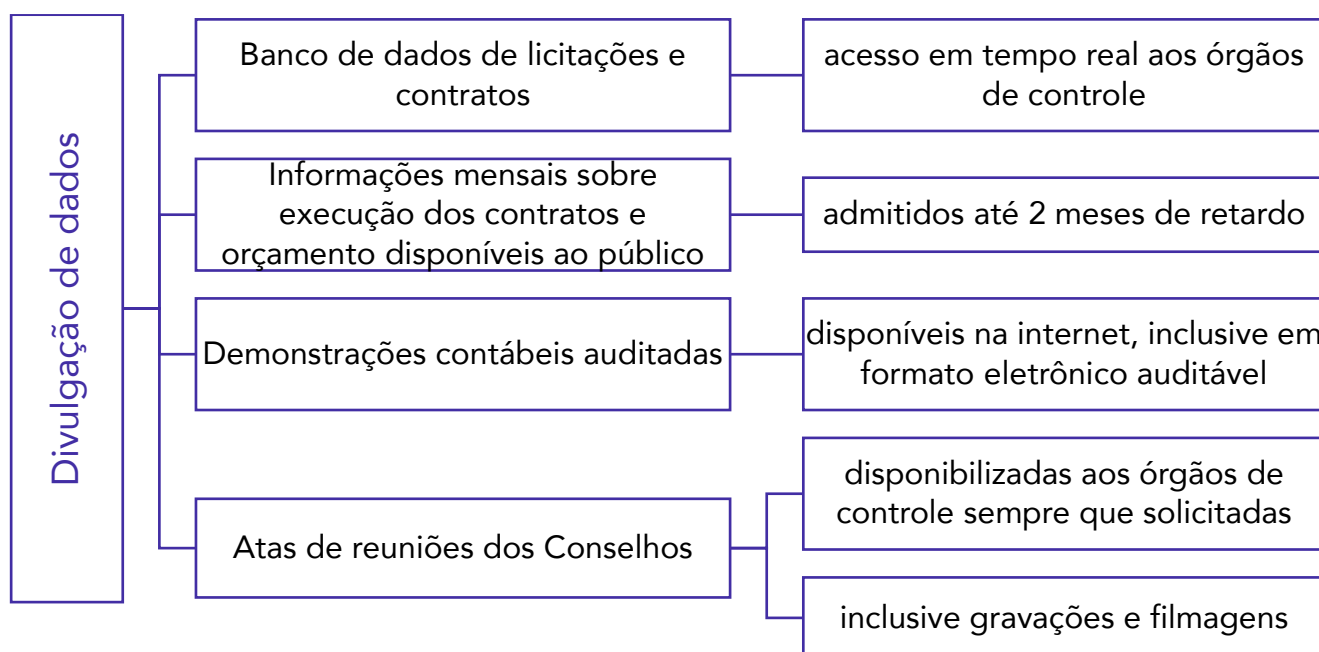 Divulgação de dados
Banco de dados de licitações e
contratos
acesso em tempo real aos órgãos
de controle
Informações mensais sobre
execução dos contratos e
orçamento disponíveis ao público
admitidos até 2 meses de retardo
Demonstrações contábeis auditadas
disponíveis na internet, inclusive em
formato eletrônico auditável
Atas de reuniões dos Conselhos
disponibilizadas aos órgãos de
controle sempre que solicitadas
inclusive gravações e filmagens